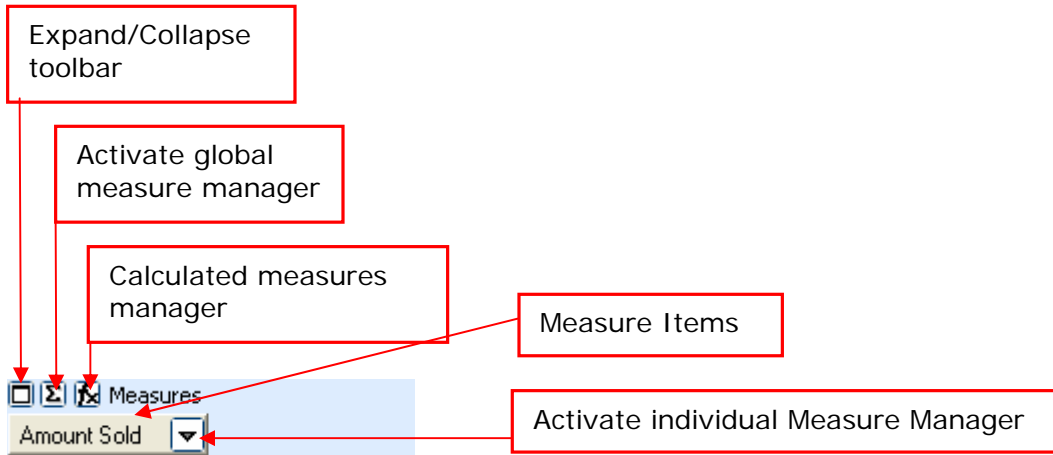 Expand/Collapse
toolbar
Activate global
measure manager
Calculated measures
manager
Measure Items
Σ fx Measures
Amount Sold
Activate individual Measure Manager